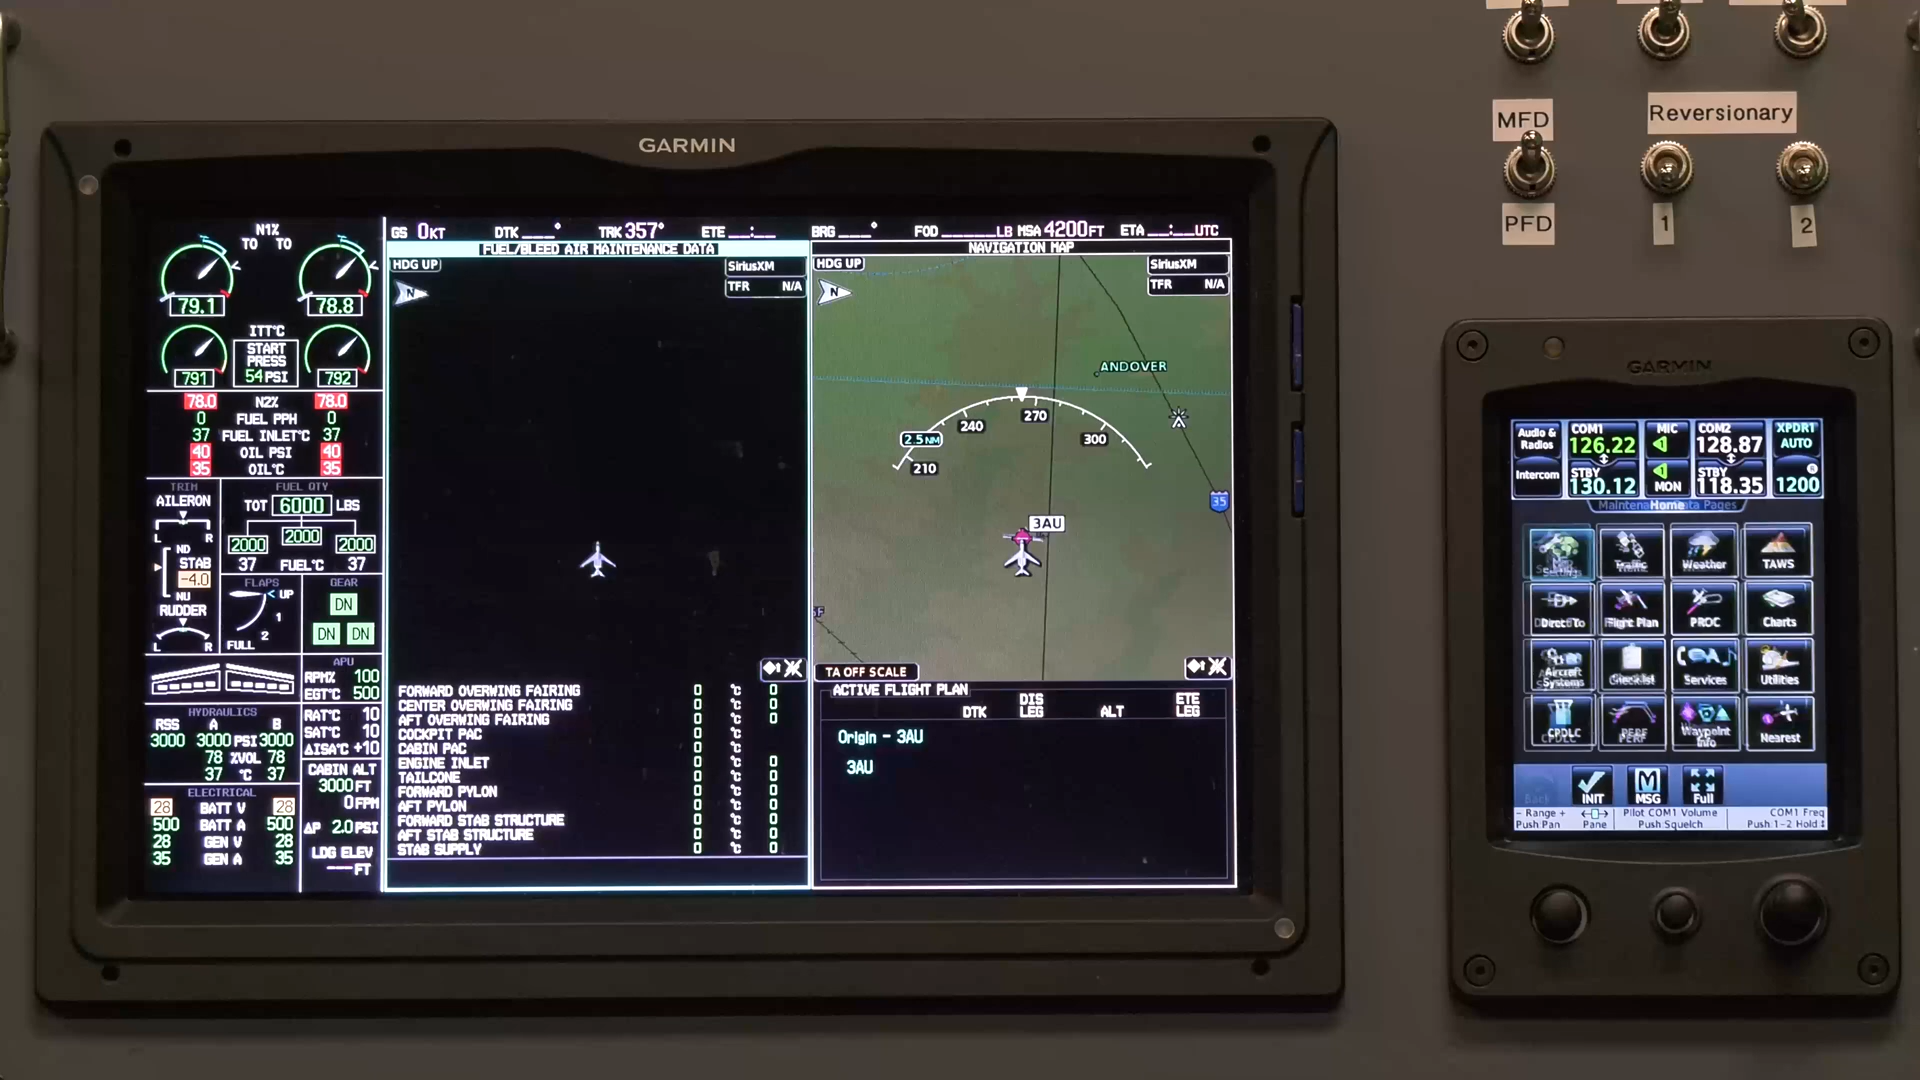 MFD
Reversionary
PFD
1
2
GARMIN
N1%
TO TO
79.1 78.8
ITT°C
START
PRESS
54 PSI
791 792
78.0 N2% 78.0
0 FUEL PPH 0
37 FUEL INLET°C 37
40 OIL PSI 40
35 OIL°C 35
TRIM
AILERON
L R
ND
STAB
-4.0
NU
RUDDER
L R
FUEL QTY
TOT 6000 LBS
2000 2000 2000
37 FUEL°C 37
FLAPS
UP
1
2
FULL
GEAR
DN
DN DN
APU
RPM% 100
EGT°C 500
HYDRAULICS
RSS A B
3000 3000 PSI 3000
78 %VOL 78
37 °C 37
RAT°C 10
SAT°C 10
ΔISA°C +10
CABIN ALT
3000 FT
0 FPM
ΔP 2.0 PSI
LDG ELEV
---- FT
ELECTRICAL
28 BATT V 28
500 BATT A 500
28 GEN V 28
35 GEN A 35
GS 0KT DTK ___° TRK 357° ETE __:__ BRG ___° FOD _____LB MSA 4200FT ETA __:__UTC
FUEL/BLEED AIR MAINTENANCE DATA
HDG UP
N
SiriusXM
TFR N/A
FORWARD OVERWING FAIRING 0 °C 0
CENTER OVERWING FAIRING 0 °C 0
AFT OVERWING FAIRING 0 °C 0
COCKPIT PAC 0 °C
CABIN PAC 0 °C
ENGINE INLET 0 °C 0
TAILCONE 0 °C 0
FORWARD PYLON 0 °C 0
AFT PYLON 0 °C 0
FORWARD STAB STRUCTURE 0 °C 0
AFT STAB STRUCTURE 0 °C 0
STAB SUPPLY 0 °C 0
NAVIGATION MAP
HDG UP
N
SiriusXM
TFR N/A
ANDOVER
2.5NM
210
240
270
300
35
3AU
TA OFF SCALE
ACTIVE FLIGHT PLAN
DTK DIS LEG ALT ETE LEG
Origin - 3AU
3AU
GARMIN
Audio & Radios
Intercom
COM1
126.22
STBY
130.12
MIC
1
1
MON
COM2
128.87
STBY
118.35
XPDR1
AUTO
1200
Home
Traffic Weather TAWS
Direct To Flight Plan PROC Charts
Aircraft Systems Checklist Services Utilities
CPDLC PERF Waypoint Info Nearest
Back INIT MSG Full
- Range +
Push:Pan
Pane
Pilot COM1 Volume
Push:Squelch
COM1 Freq
Push:1-2 Hold:↕